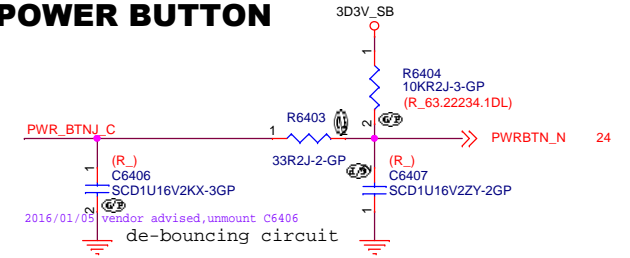 POWER BUTTON
3D3V_SB
1
R6404
10KR2J-3-GP
(R_63.22234.1DL)
2
G/P
PWR_BTNJ_C
1
R6403
33R2J-2-GP
PWRBTN_N
24
1
(R_)
C6406
SCD1U16V2KX-3GP
2
G/P
2
(R_)
C6407
SCD1U16V2ZY-2GP
1
2016/01/05 vendor advised,unmount C6406
de-bouncing circuit